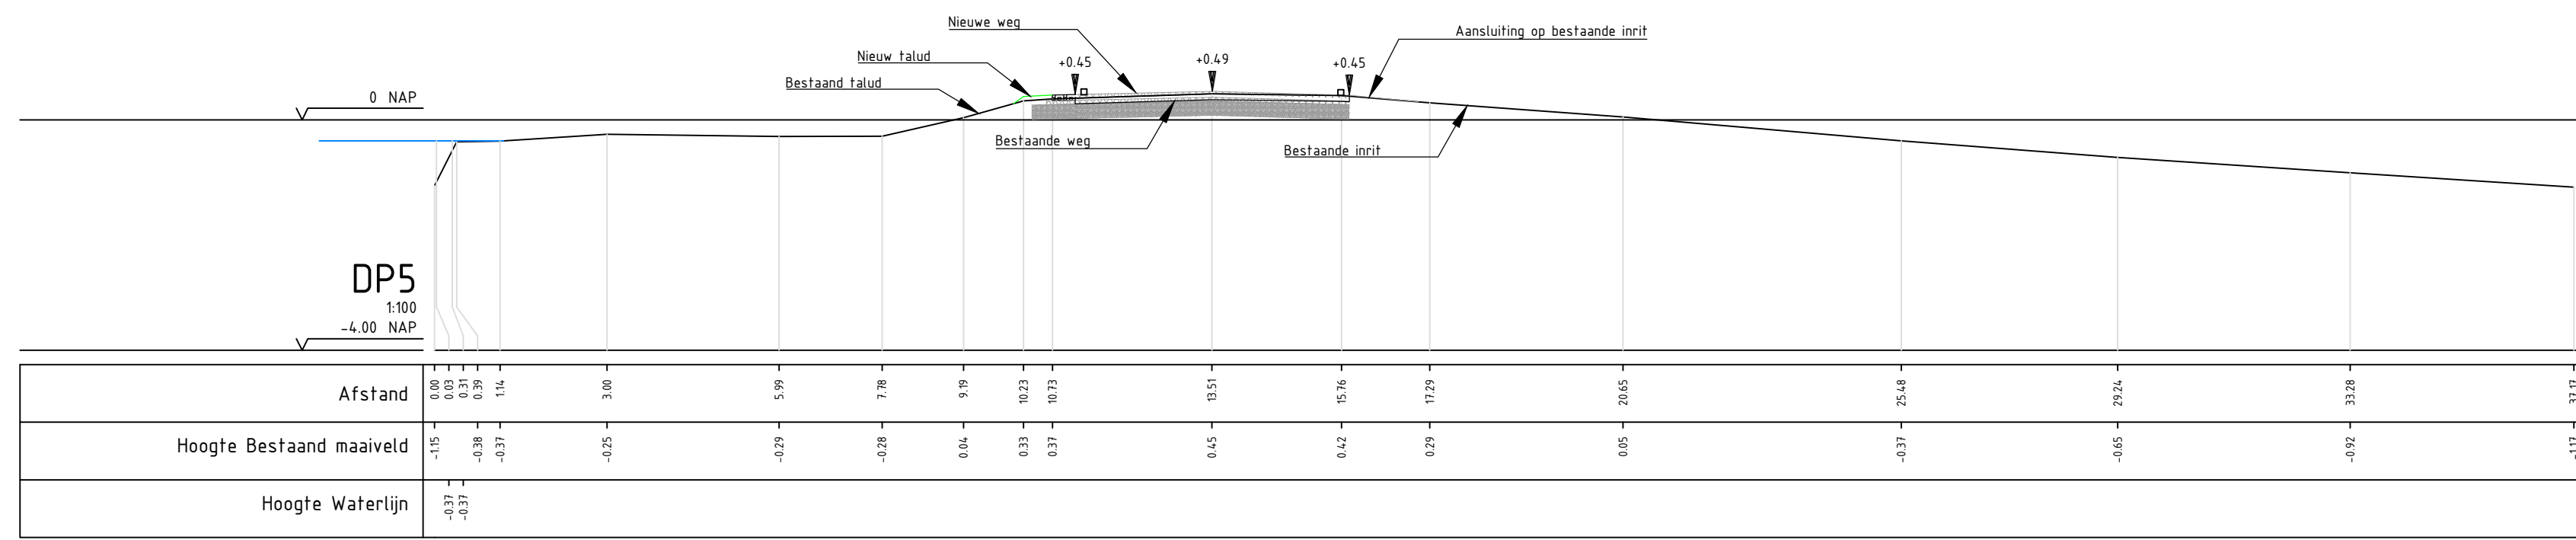 Nieuwe weg
Aansluiting op bestaande inrit
Nieuw talud
+0.45
+0.49
+0.45
Bestaand talud
0 NAP
Bestaande weg
Bestaande inrit
DP5
1:100
-4.00 NAP
Afstand 0.00 0.03 0.31 0.39 1.14 3.00 5.99 7.78 9.19 10.23 10.73 13.51 15.76 17.29 20.65 25.48 29.24 33.28 37.17
Hoogte Bestaand maaiveld -1.15 -0.38 -0.37 -0.25 -0.29 -0.28 0.04 0.33 0.37 0.45 0.42 0.29 0.05 -0.37 -0.65 -0.92 -1.17
Hoogte Waterlijn -0.37 -0.37